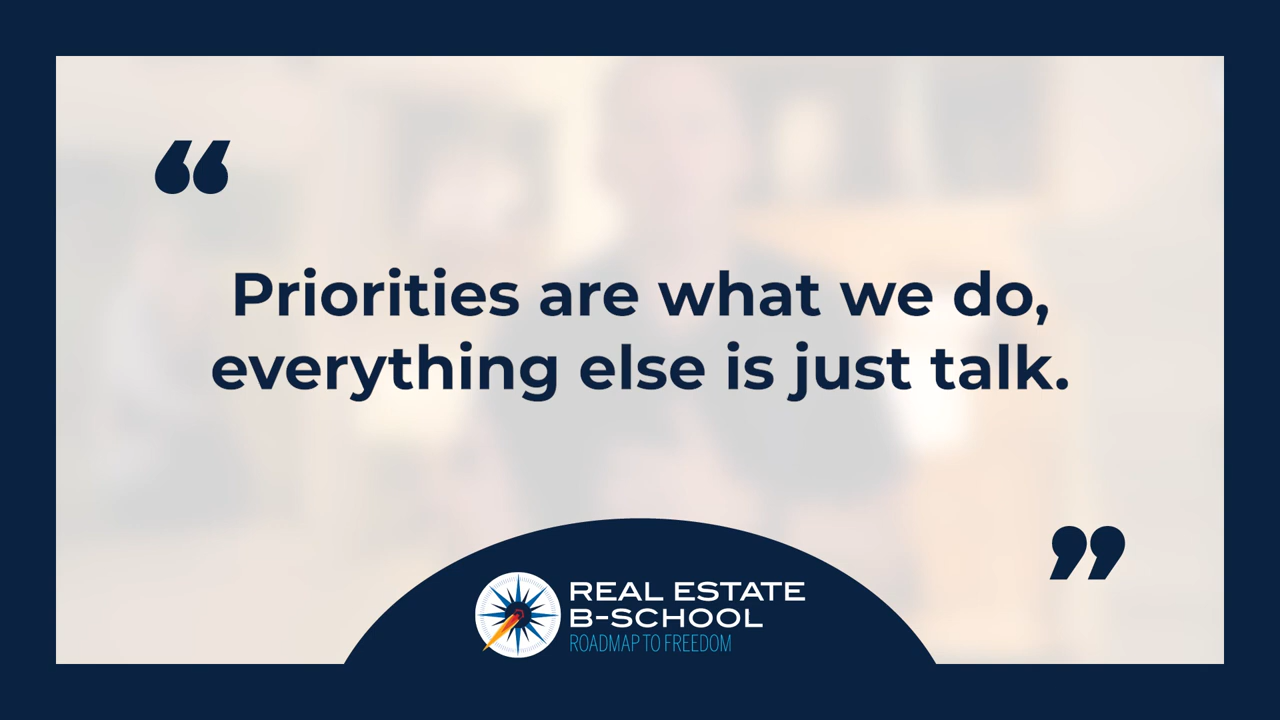 “
Priorities are what we do,
everything else is just talk.
”
REAL ESTATE
B-SCHOOL
ROADMAP TO FREEDOM